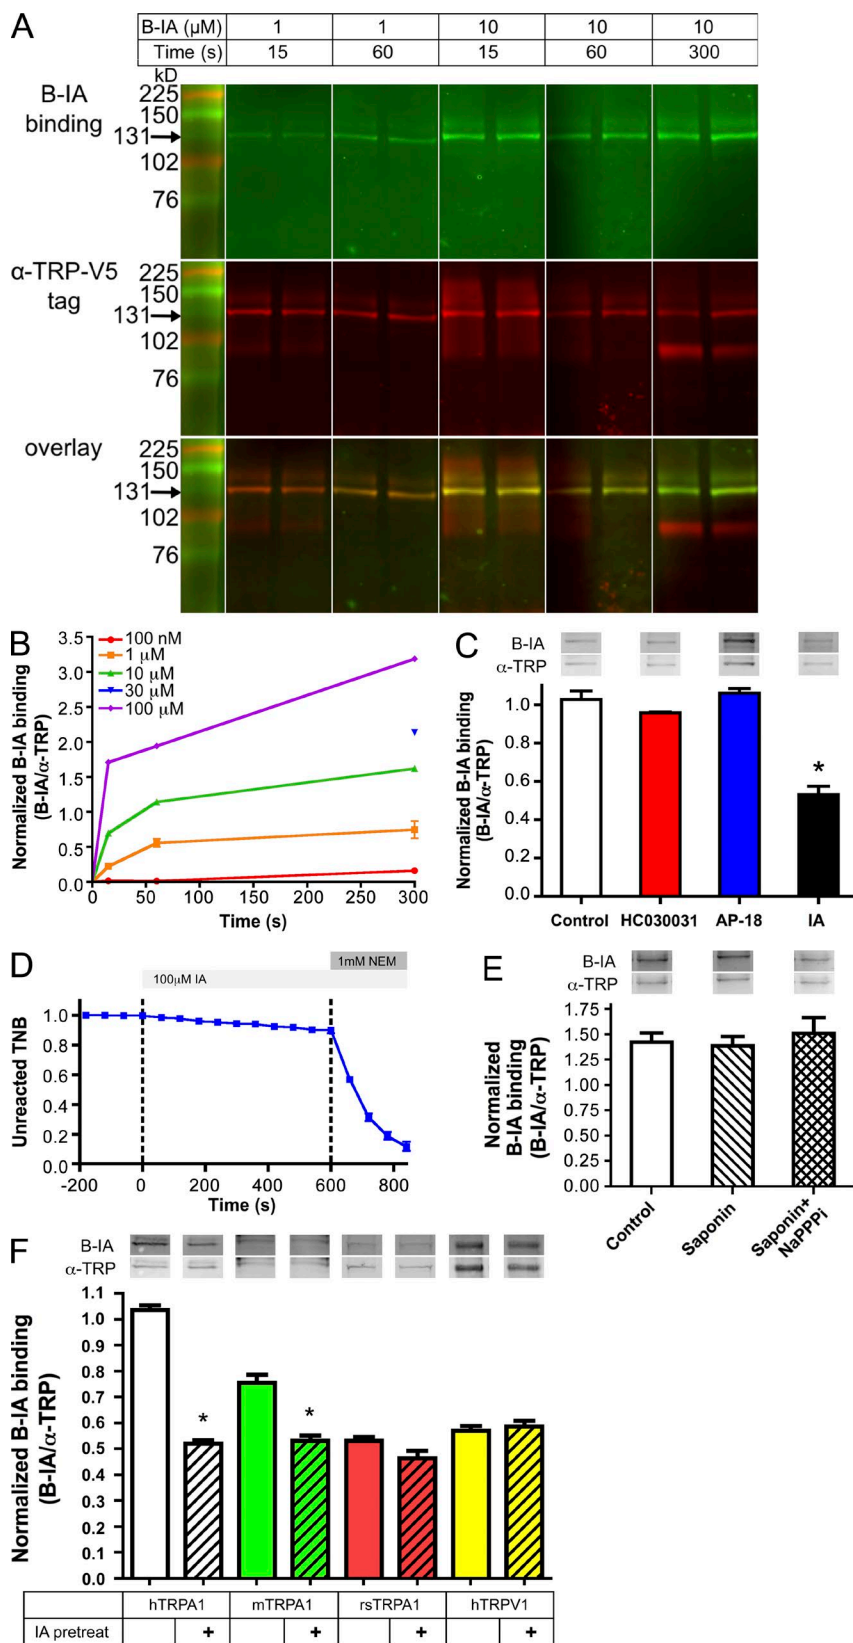 A
B-IA (μM) 1 1 10 10 10
Time (s) 15 60 15 60 300
kD
B-IA binding
225
150
131
102
76
α-TRP-V5 tag
225
150
131
102
76
overlay
225
150
131
102
76
B
Normalized B-IA binding
(B-IA/α-TRP)
3.5
3.0
2.5
2.0
1.5
1.0
0.5
0.0
100 nM
1 μM
10 μM
30 μM
100 μM
0 50 100 150 200 250 300
Time (s)
C
B-IA
α-TRP
Normalized B-IA binding
(B-IA/α-TRP)
1.0
0.8
0.6
0.4
0.2
0.0
*
Control HC030031 AP-18 IA
D
1mM NEM
100μM IA
Unreacted TNB
1.0
0.8
0.6
0.4
0.2
0.0
-200 0 200 400 600 800
Time (s)
E
B-IA
α-TRP
Normalized
B-IA binding
(B-IA/α-TRP)
1.75
1.50
1.25
1.00
0.75
0.50
0.25
0.00
Control
Saponin
Saponin+
NaPPPi
F
B-IA
α-TRP
Normalized B-IA binding
(B-IA/α-TRP)
1.1
1.0
0.9
0.8
0.7
0.6
0.5
0.4
0.3
0.2
0.1
0.0
* *
hTRPA1 mTRPA1 rsTRPA1 hTRPV1
IA pretreat + + + +